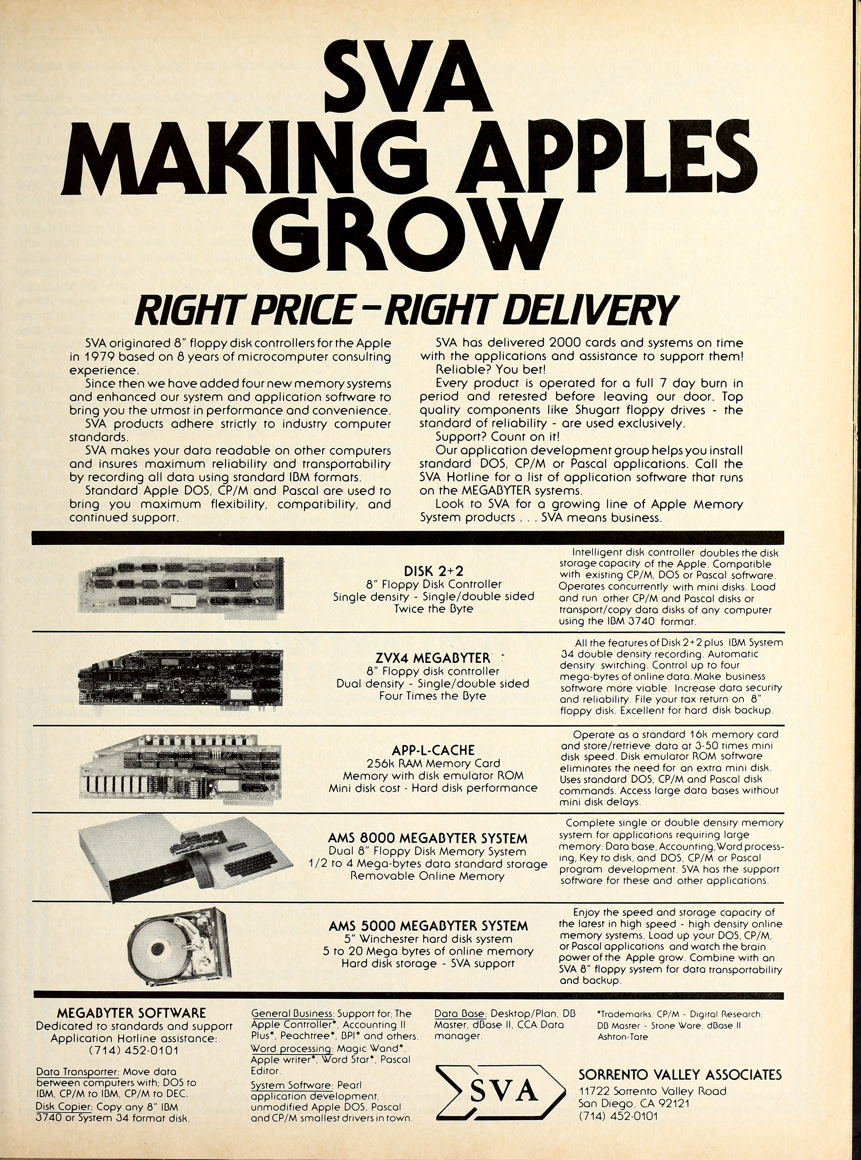 SVA
MAKING APPLES
GROW
RIGHT PRICE – RIGHT DELIVERY
SVA originated 8" floppy disk controllers for the Apple
in 1979 based on 8 years of microcomputer consulting
experience.
Since then we have added four new memory systems
and enhanced our system and application software to
bring you the utmost in performance and convenience.
SVA products adhere strictly to industry computer
standards.
SVA makes your data readable on other computers
and insures maximum reliability and transportability
by recording all data using standard IBM formats.
Standard Apple DOS, CP/M and Pascal are used to
bring you maximum flexibility, compatibility, and
continued support.
SVA has delivered 2000 cards and systems on time
with the applications and assistance to support them!
Reliable? You bet!
Every product is operated for a full 7 day burn in
period and retested before leaving our door. Top
quality components like Shugart floppy drives - the
standard of reliability - are used exclusively.
Support? Count on it!
Our application development group helps you install
standard DOS, CP/M or Pascal applications. Call the
SVA Hotline for a list of application software that runs
on the MEGABYTER systems.
Look to SVA for a growing line of Apple Memory
System products . . . SVA means business.
DISK 2+2
8" Floppy Disk Controller
Single density - Single/double sided
Twice the Byte
Intelligent disk controller doubles the disk
storage capacity of the Apple. Compatible
with existing CP/M, DOS or Pascal software.
Operates concurrently with mini disks. Load
and run other CP/M and Pascal disks or
transport/copy data disks of any computer
using the IBM 3740 format.
ZVX4 MEGABYTER
8" Floppy disk controller
Dual density - Single/double sided
Four Times the Byte
All the features of Disk 2+2 plus IBM System
34 double density recording. Automatic
density switching. Control up to four
mega-bytes of online data. Make business
software more viable. Increase data security
and reliability. File your tax return on 8"
floppy disk. Excellent for hard disk backup.
APP-L-CACHE
256k RAM Memory Card
Memory with disk emulator ROM
Mini disk cost - Hard disk performance
Operate as a standard 16k memory card
and store/retrieve data at 3-50 times mini
disk speed. Disk emulator ROM software
eliminates the need for an extra mini disk.
Uses standard DOS, CP/M and Pascal disk
commands. Access large data bases without
mini disk delays.
AMS 8000 MEGABYTER SYSTEM
Dual 8" Floppy Disk Memory System
1/2 to 4 Mega-bytes data standard storage
Removable Online Memory
Complete single or double density memory
system for applications requiring large
memory: Data base, Accounting, Word process-
ing, Key to disk, and DOS, CP/M or Pascal
program development. SVA has the support
software for these and other applications.
AMS 5000 MEGABYTER SYSTEM
5" Winchester hard disk system
5 to 20 Mega bytes of online memory
Hard disk storage - SVA support
Enjoy the speed and storage capacity of
the latest in high speed - high density online
memory systems. Load up your DOS, CP/M,
or Pascal applications and watch the brain
power of the Apple grow. Combine with an
SVA 8" floppy system for data transportability
and backup.
MEGABYTER SOFTWARE
Dedicated to standards and support
Application Hotline assistance:
(714) 452-0101
Data Transporter: Move data
between computers with; DOS to
IBM, CP/M to IBM, CP/M to DEC.
Disk Copier: Copy any 8" IBM
3740 or System 34 format disk.
General Business: Support for: The
Apple Controller*, Accounting II
Plus*, Peachtree*, BPI* and others.
Word processing: Magic Wand*,
Apple writer*, Word Star*, Pascal
Editor.
System Software: Pearl
application development,
unmodified Apple DOS, Pascal
and CP/M smallest drivers in town.
Data Base: Desktop/Plan, DB
Master, dBase II, CCA Data
manager.
*Trademarks: CP/M - Digital Research;
DB Master - Stone Ware; dBase II
Ashton-Tate
SVA
SORRENTO VALLEY ASSOCIATES
11722 Sorrento Valley Road
San Diego, CA 92121
(714) 452-0101